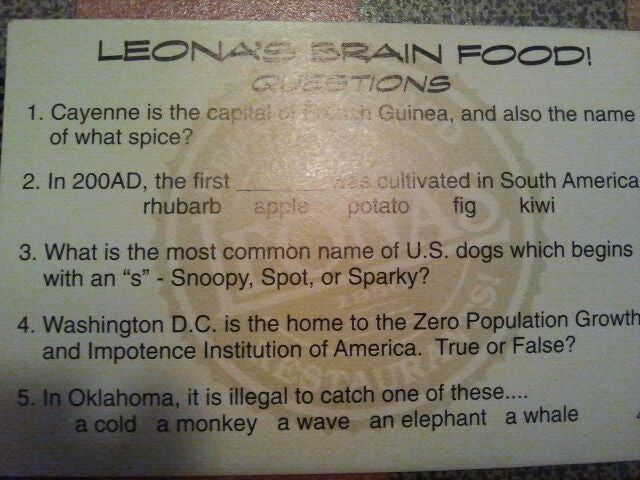 LEONA'S BRAIN FOOD!
QUESTIONS
1. Cayenne is the capital of French Guinea, and also the name
of what spice?
2. In 200AD, the first ________ was cultivated in South America
rhubarb apple potato fig kiwi
3. What is the most common name of U.S. dogs which begins
with an “s” - Snoopy, Spot, or Sparky?
4. Washington D.C. is the home to the Zero Population Growth
and Impotence Institution of America. True or False?
5. In Oklahoma, it is illegal to catch one of these....
a cold a monkey a wave an elephant a whale